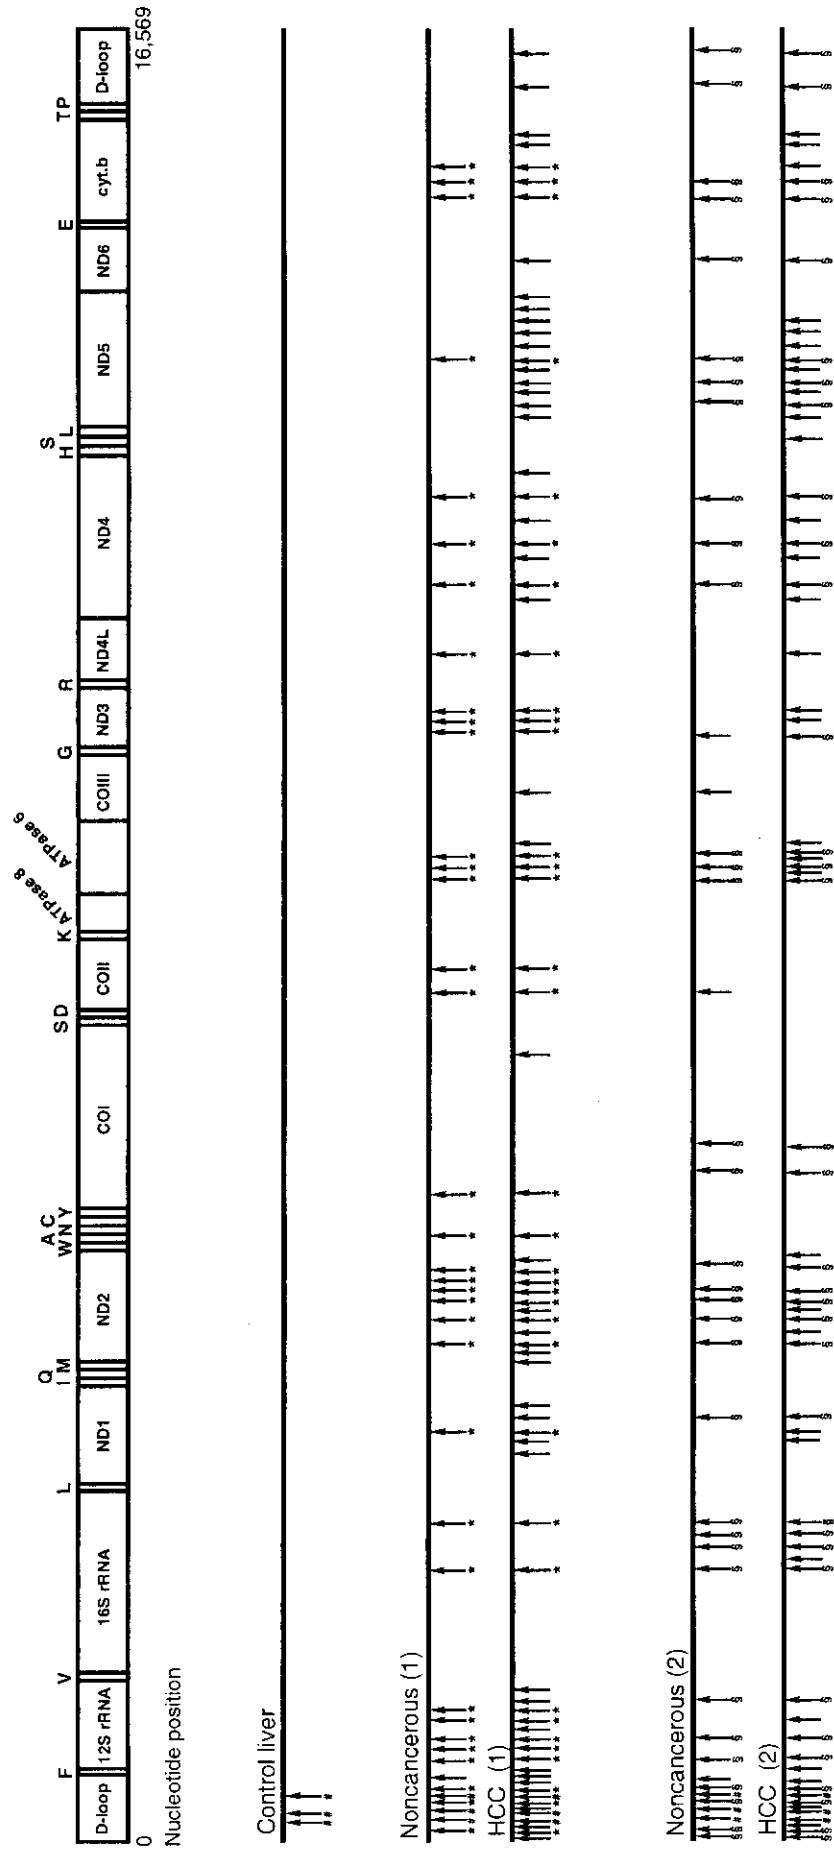 F V L I Q M W A N C Y S D K ATPase 8 ATPase 6 G R H S L E T P
D-loop 12S rRNA 16S rRNA ND1 ND2 COI COII COIII ND3 ND4L ND4 ND5 ND6 cyt.b D-loop
0 16,569
Nucleotide position
Control liver
Noncancerous (1)
HCC (1)
Noncancerous (2)
HCC (2)